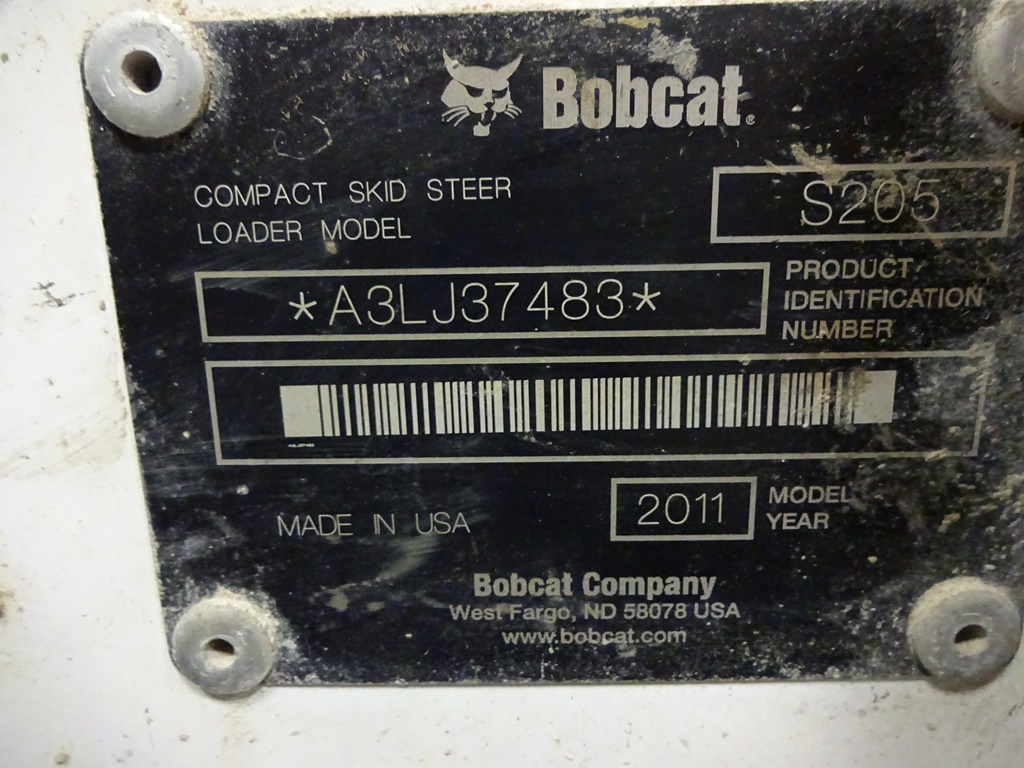 Bobcat
COMPACT SKID STEER
LOADER MODEL
S205
*A3LJ37483*
PRODUCT
IDENTIFICATION
NUMBER
MADE IN USA
2011
MODEL
YEAR
Bobcat Company
West Fargo, ND 58078 USA
www.bobcat.com